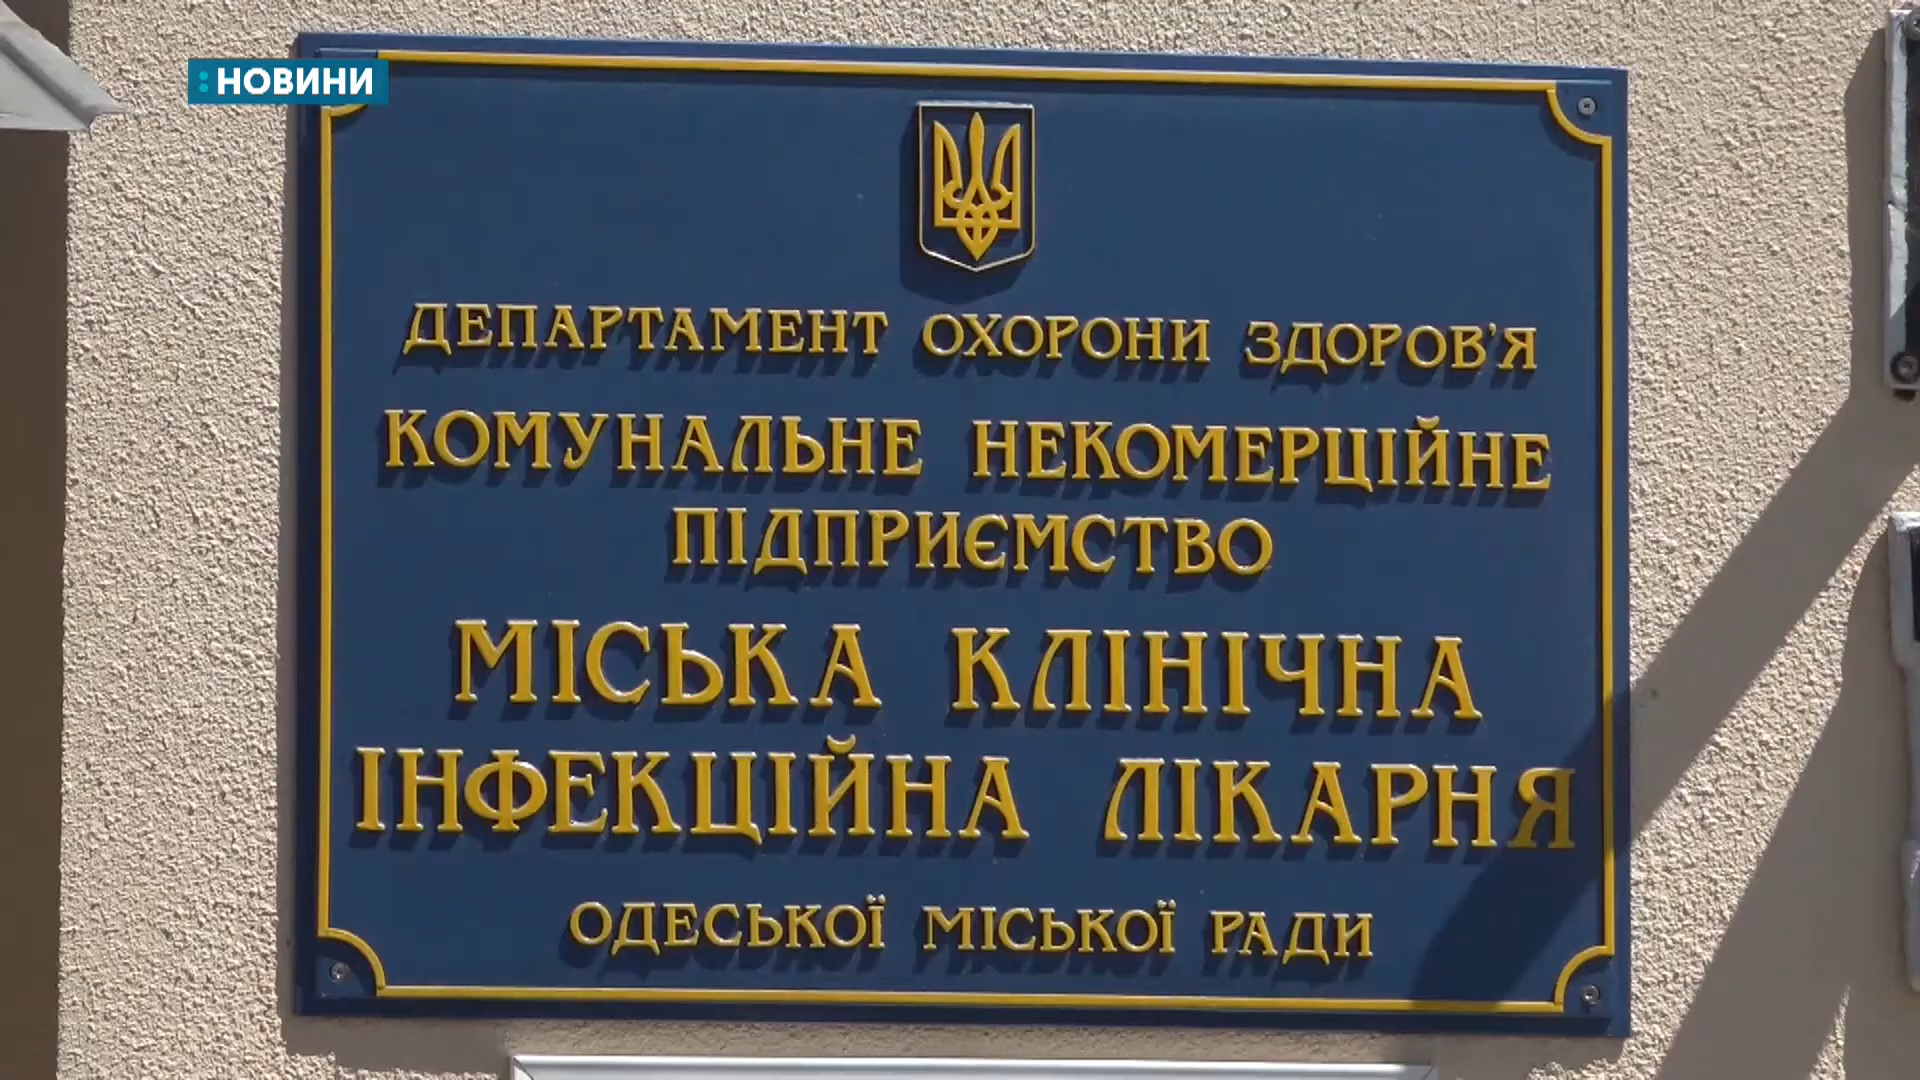 :НОВИНИ
ДЕПАРТАМЕНТ ОХОРОНИ ЗДОРОВ'Я
КОМУНАЛЬНЕ НЕКОМЕРЦІЙНЕ
ПІДПРИЄМСТВО
МІСЬКА КЛІНІЧНА
ІНФЕКЦІЙНА ЛІКАРНЯ
ОДЕСЬКОЇ МІСЬКОЇ РАДИ